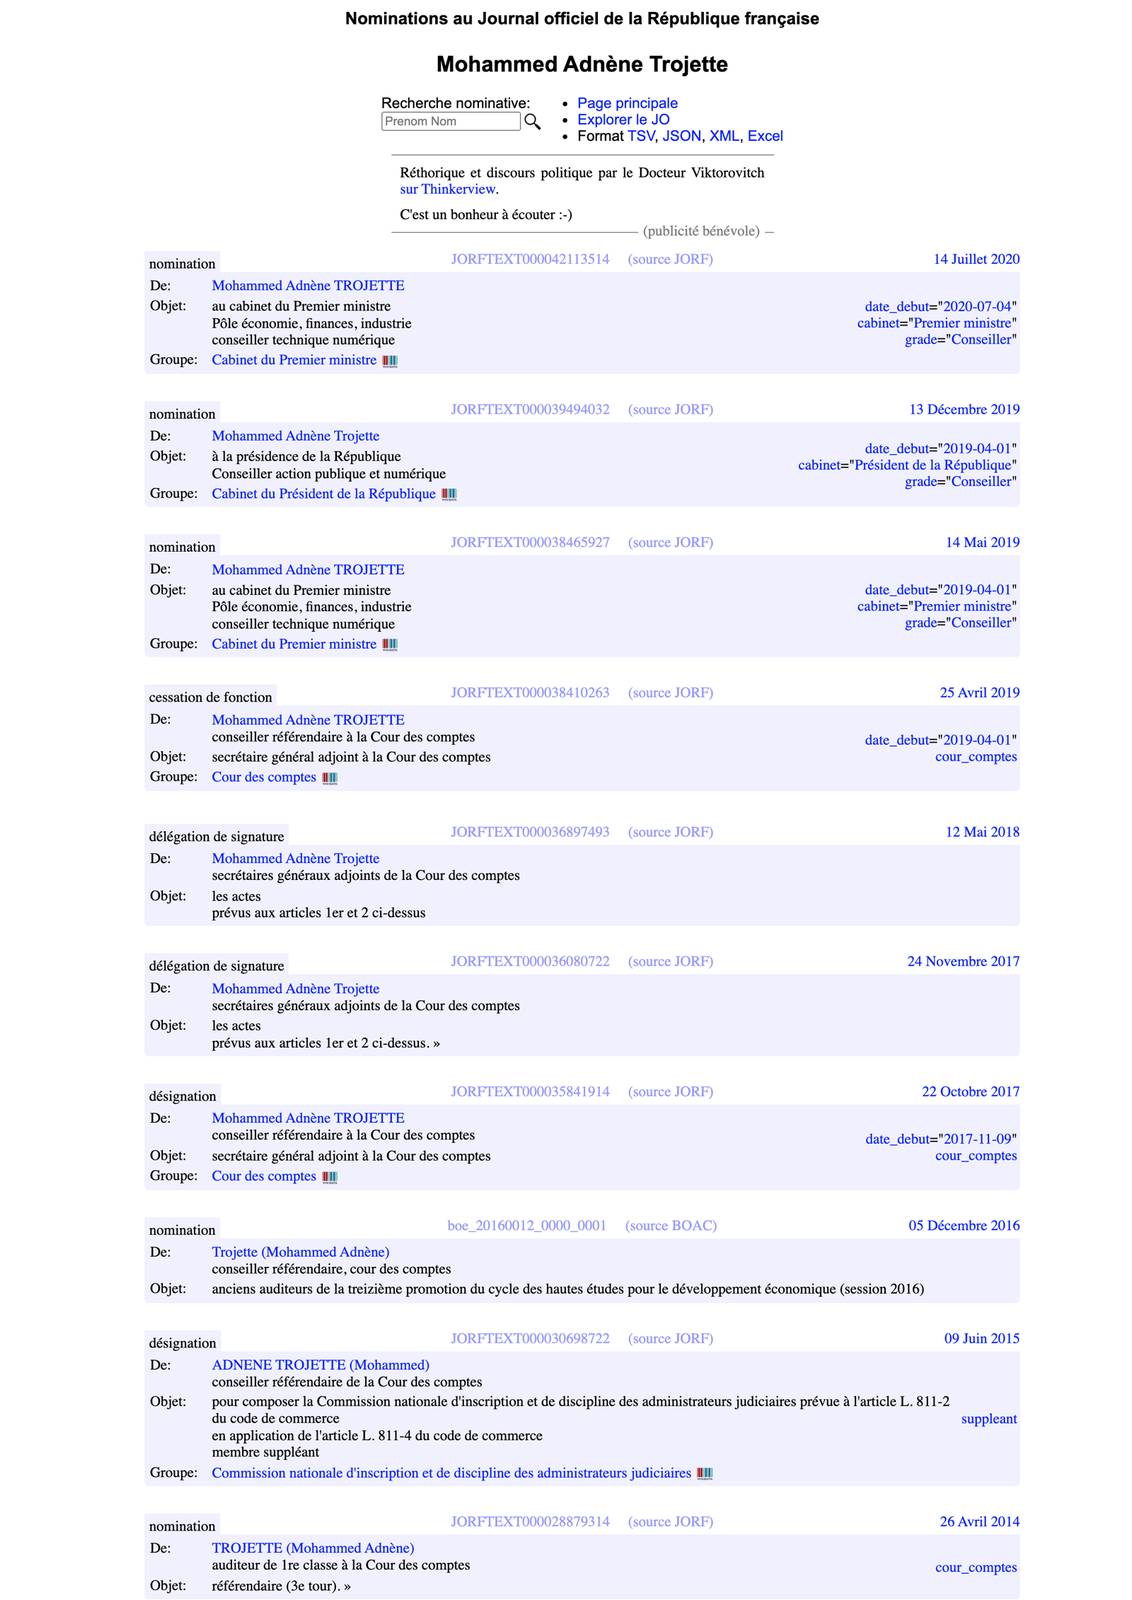 Nominations au Journal officiel de la République française
Mohammed Adnène Trojette
Recherche nominative:
Prenom Nom
• Page principale
• Explorer le JO
• Format TSV, JSON, XML, Excel
Réthorique et discours politique par le Docteur Viktorovitch
sur Thinkerview.
C'est un bonheur à écouter :-)
(publicité bénévole)
nomination JORFTEXT000042113514 (source JORF) 14 Juillet 2020
De: Mohammed Adnène TROJETTE
Objet: au cabinet du Premier ministre date_debut="2020-07-04"
Pôle économie, finances, industrie cabinet="Premier ministre"
conseiller technique numérique grade="Conseiller"
Groupe: Cabinet du Premier ministre
nomination JORFTEXT000039494032 (source JORF) 13 Décembre 2019
De: Mohammed Adnène Trojette
Objet: à la présidence de la République date_debut="2019-04-01"
Conseiller action publique et numérique cabinet="Président de la République"
grade="Conseiller"
Groupe: Cabinet du Président de la République
nomination JORFTEXT000038465927 (source JORF) 14 Mai 2019
De: Mohammed Adnène TROJETTE
Objet: au cabinet du Premier ministre date_debut="2019-04-01"
Pôle économie, finances, industrie cabinet="Premier ministre"
conseiller technique numérique grade="Conseiller"
Groupe: Cabinet du Premier ministre
cessation de fonction JORFTEXT000038410263 (source JORF) 25 Avril 2019
De: Mohammed Adnène TROJETTE
conseiller référendaire à la Cour des comptes date_debut="2019-04-01"
Objet: secrétaire général adjoint à la Cour des comptes cour_comptes
Groupe: Cour des comptes
délégation de signature JORFTEXT000036897493 (source JORF) 12 Mai 2018
De: Mohammed Adnène Trojette
secrétaires généraux adjoints de la Cour des comptes
Objet: les actes
prévus aux articles 1er et 2 ci-dessus
délégation de signature JORFTEXT000036080722 (source JORF) 24 Novembre 2017
De: Mohammed Adnène Trojette
secrétaires généraux adjoints de la Cour des comptes
Objet: les actes
prévus aux articles 1er et 2 ci-dessus. »
désignation JORFTEXT000035841914 (source JORF) 22 Octobre 2017
De: Mohammed Adnène TROJETTE
conseiller référendaire à la Cour des comptes date_debut="2017-11-09"
Objet: secrétaire général adjoint à la Cour des comptes cour_comptes
Groupe: Cour des comptes
nomination boe_20160012_0000_0001 (source BOAC) 05 Décembre 2016
De: Trojette (Mohammed Adnène)
conseiller référendaire, cour des comptes
Objet: anciens auditeurs de la treizième promotion du cycle des hautes études pour le développement économique (session 2016)
désignation JORFTEXT000030698722 (source JORF) 09 Juin 2015
De: ADNENE TROJETTE (Mohammed)
conseiller référendaire de la Cour des comptes
Objet: pour composer la Commission nationale d'inscription et de discipline des administrateurs judiciaires prévue à l'article L. 811-2
du code de commerce suppleant
en application de l'article L. 811-4 du code de commerce
membre suppléant
Groupe: Commission nationale d'inscription et de discipline des administrateurs judiciaires
nomination JORFTEXT000028879314 (source JORF) 26 Avril 2014
De: TROJETTE (Mohammed Adnène)
auditeur de 1re classe à la Cour des comptes cour_comptes
Objet: référendaire (3e tour). »